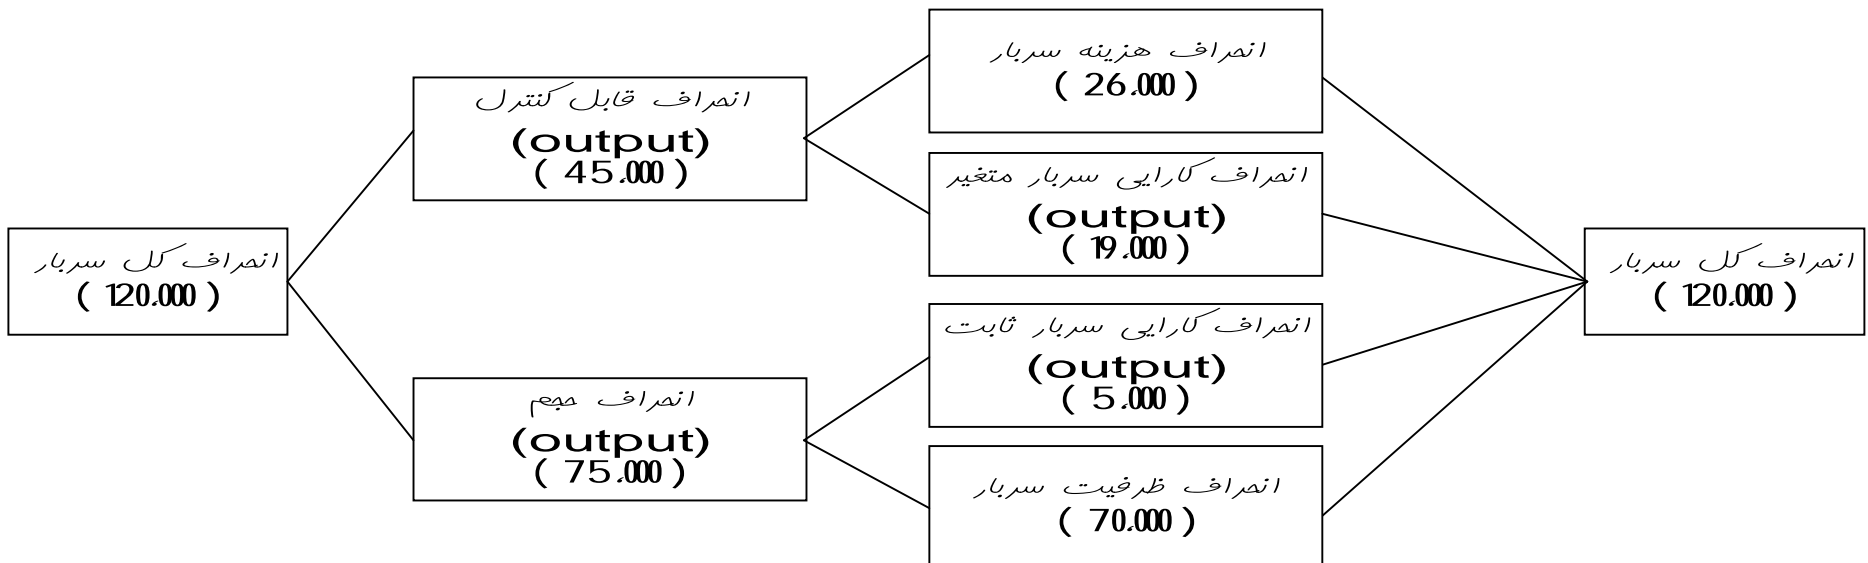 انحراف کل سربار
( 120.000 )
انحراف قابل کنترل
(output)
( 45.000 )
انحراف حجم
(output)
( 75.000 )
انحراف هزینه سربار
( 26.000 )
انحراف کارایی سربار متغیر
(output)
( 19.000 )
انحراف کارایی سربار ثابت
(output)
( 5.000 )
انحراف ظرفیت سربار
( 70.000 )
انحراف کل سربار
( 120.000 )